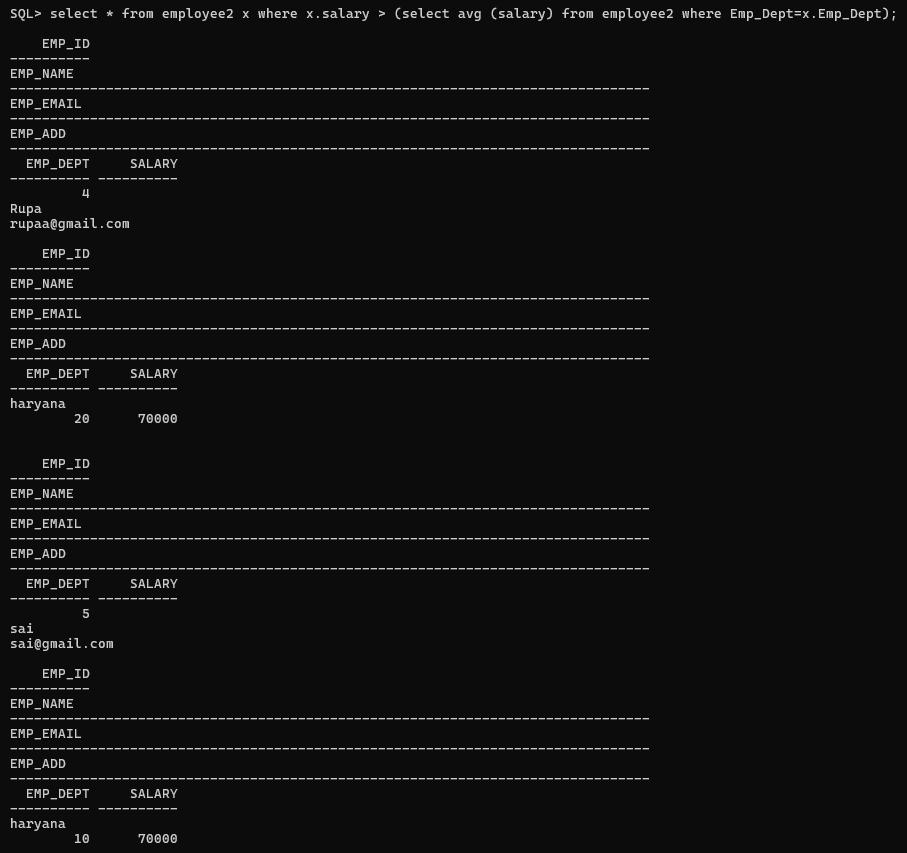 SQL> select * from employee2 x where x.salary > (select avg (salary) from employee2 where Emp_Dept=x.Emp_Dept);

    EMP_ID
----------
EMP_NAME
--------------------------------------------------------------------------------
EMP_EMAIL
--------------------------------------------------------------------------------
EMP_ADD
--------------------------------------------------------------------------------
  EMP_DEPT     SALARY
---------- ----------
         4
Rupa
rupaa@gmail.com

    EMP_ID
----------
EMP_NAME
--------------------------------------------------------------------------------
EMP_EMAIL
--------------------------------------------------------------------------------
EMP_ADD
--------------------------------------------------------------------------------
  EMP_DEPT     SALARY
---------- ----------
haryana
        20      70000


    EMP_ID
----------
EMP_NAME
--------------------------------------------------------------------------------
EMP_EMAIL
--------------------------------------------------------------------------------
EMP_ADD
--------------------------------------------------------------------------------
  EMP_DEPT     SALARY
---------- ----------
         5
sai
sai@gmail.com

    EMP_ID
----------
EMP_NAME
--------------------------------------------------------------------------------
EMP_EMAIL
--------------------------------------------------------------------------------
EMP_ADD
--------------------------------------------------------------------------------
  EMP_DEPT     SALARY
---------- ----------
haryana
        10      70000